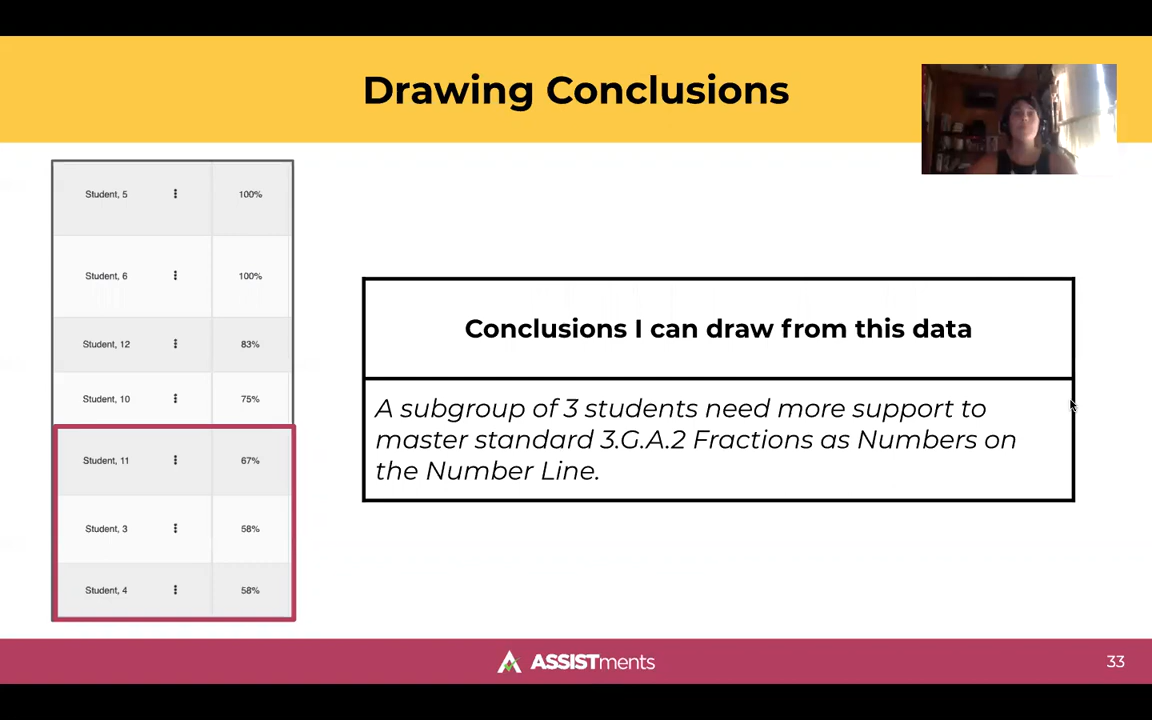 Drawing Conclusions
Student, 5 100%
Student, 6 100%
Student, 12 83%
Student, 10 75%
Student, 11 67%
Student, 3 58%
Student, 4 58%
Conclusions I can draw from this data
A subgroup of 3 students need more support to
master standard 3.G.A.2 Fractions as Numbers on
the Number Line.
ASSISTments
33